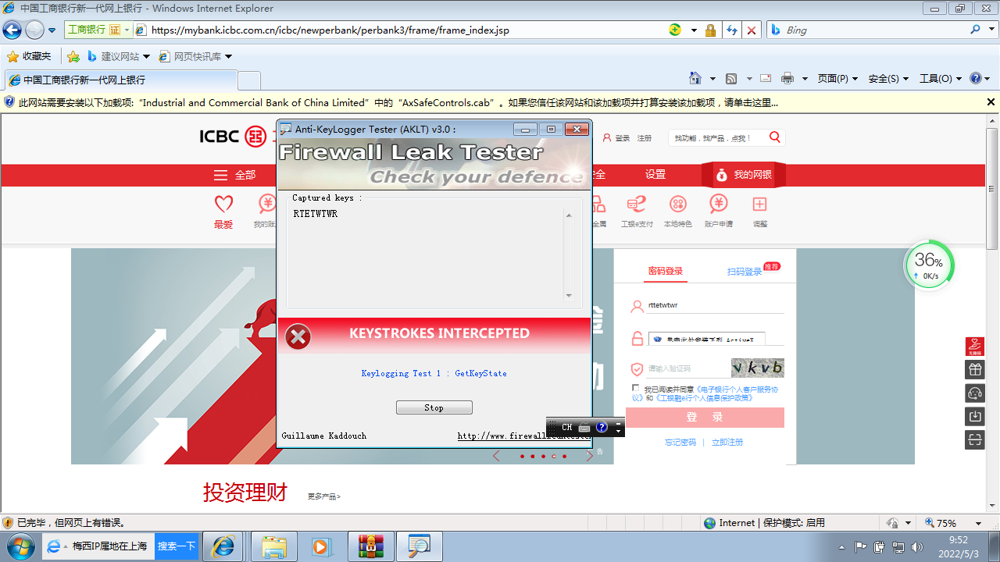 中国工商银行新一代网上银行 - Windows Internet Explorer
工商银行 证 https://mybank.icbc.com.cn/icbc/newperbank/perbank3/frame/frame_index.jsp Bing
收藏夹 建议网站 网页快讯库
中国工商银行新一代网上银行 页面(P) 安全(S) 工具(O)
此网站需要安装以下加载项:“Industrial and Commercial Bank of China Limited”中的“AxSafeControls.cab”。如果您信任该网站和该加载项并打算安装该加载项，请单击这里...
ICBC
登录 注册 找功能，找产品，点我！
全部 设置 我的网银
最爱 工银e支付 本地特色 账户申请 调整
Anti-KeyLogger Tester (AKLT) v3.0 :
Firewall Leak Tester
Check your defence
Captured keys :
RTETWTWR
KEYSTROKES INTERCEPTED
Keylogging Test 1 : GetKeyState
Stop
Guillaume Kaddouch
http://www.firewallleaktester
CH
36%
0K/s
密码登录 扫码登录 推荐
rttetwtwr
单击此处安装下列 ActiveX
请输入验证码 vkvb
我已阅读并同意《电子银行个人客户服务协
议》和《工银融e行个人信息保护政策》
登 录
忘记密码 | 立即注册
无障碍
投资理财 更多产品>
已完毕，但网页上有错误。 Internet | 保护模式: 启用 75%
梅西IP属地在上海 搜索一下
9:52
2022/5/3